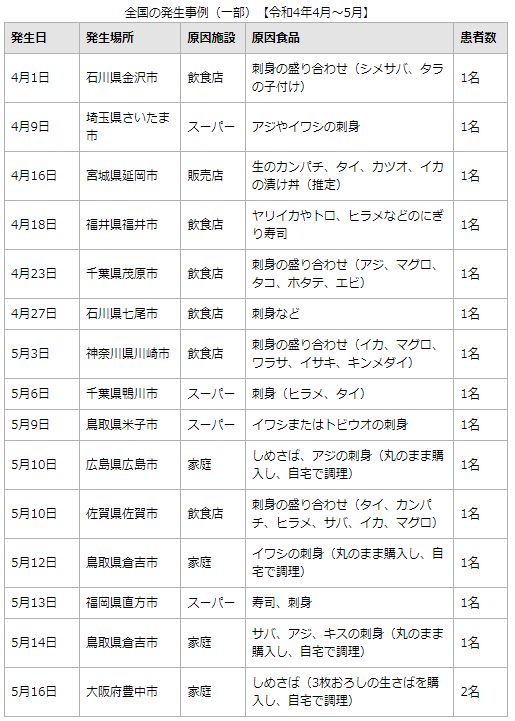 全国の発生事例（一部）【令和4年4月～5月】
発生日 発生場所 原因施設 原因食品 患者数
4月1日 石川県金沢市 飲食店 刺身の盛り合わせ（シメサバ、タラ
の子付け） 1名
4月9日 埼玉県さいたま
市 スーパー アジやイワシの刺身 1名
4月16日 宮城県延岡市 販売店 生のカンパチ、タイ、カツオ、イカ
の漬け丼（推定） 1名
4月18日 福井県福井市 飲食店 ヤリイカやトロ、ヒラメなどのにぎ
り寿司 1名
4月23日 千葉県茂原市 飲食店 刺身の盛り合わせ（アジ、マグロ、
タコ、ホタテ、エビ） 1名
4月27日 石川県七尾市 飲食店 刺身など 1名
5月3日 神奈川県川崎市 飲食店 刺身の盛り合わせ（イカ、マグロ、
ワラサ、イサキ、キンメダイ） 1名
5月6日 千葉県鴨川市 スーパー 刺身（ヒラメ、タイ） 1名
5月9日 鳥取県米子市 スーパー イワシまたはトビウオの刺身 1名
5月10日 広島県広島市 家庭 しめさば、アジの刺身（丸のまま購
入し、自宅で調理） 1名
5月10日 佐賀県佐賀市 飲食店 刺身の盛り合わせ（タイ、カンパ
チ、ヒラメ、サバ、イカ、マグロ） 1名
5月12日 鳥取県倉吉市 家庭 イワシの刺身（丸のまま購入し、自
宅で調理） 1名
5月13日 福岡県直方市 スーパー 寿司、刺身 1名
5月14日 鳥取県倉吉市 家庭 サバ、アジ、キスの刺身（丸のまま
購入し、自宅で調理） 1名
5月16日 大阪府豊中市 家庭 しめさば（3枚おろしの生さばを購
入し、自宅で調理） 2名